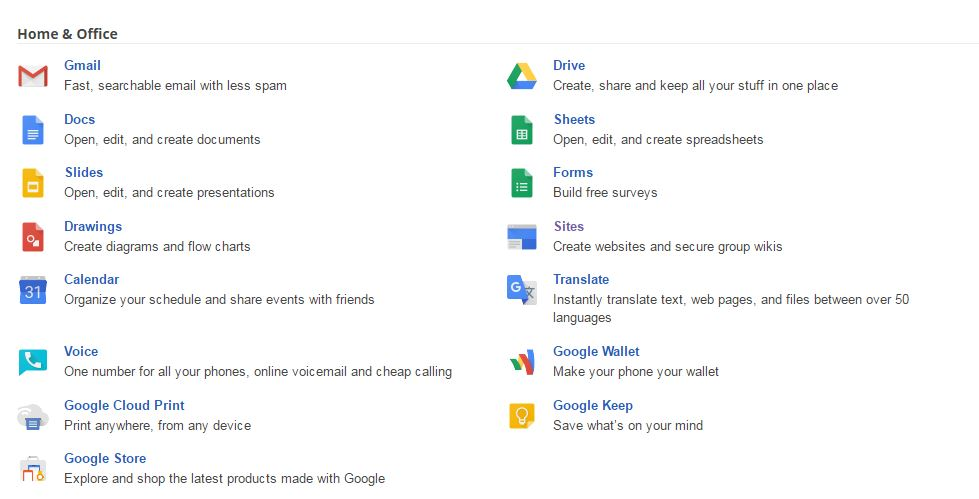 Home & Office
Gmail
Fast, searchable email with less spam
Drive
Create, share and keep all your stuff in one place
Docs
Open, edit, and create documents
Sheets
Open, edit, and create spreadsheets
Slides
Open, edit, and create presentations
Forms
Build free surveys
Drawings
Create diagrams and flow charts
Sites
Create websites and secure group wikis
31
Calendar
Organize your schedule and share events with friends
G 文
Translate
Instantly translate text, web pages, and files between over 50
languages
Voice
One number for all your phones, online voicemail and cheap calling
Google Wallet
Make your phone your wallet
Google Cloud Print
Print anywhere, from any device
Google Keep
Save what's on your mind
Google Store
Explore and shop the latest products made with Google